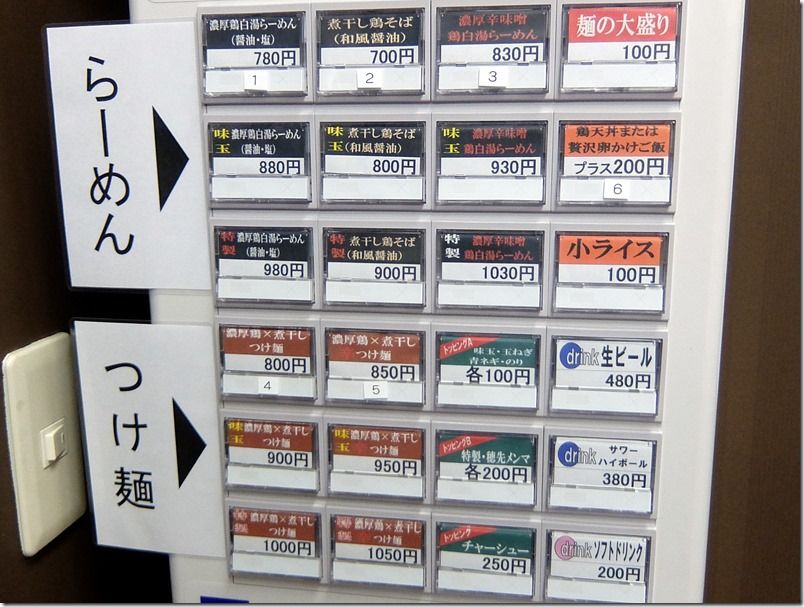 らーめん
濃厚鶏白湯らーめん
(醤油・塩)
780円
1
煮干し鶏そば
(和風醤油)
700円
2
濃厚辛味噌
鶏白湯らーめん
830円
3
麺の大盛り
100円
味玉 濃厚鶏白湯らーめん
(醤油・塩)
880円
味玉 煮干し鶏そば
(和風醤油)
800円
味玉 濃厚辛味噌
鶏白湯らーめん
930円
鶏天丼または
贅沢卵かけご飯
プラス200円
6
特製 濃厚鶏白湯らーめん
(醤油・塩)
980円
特製 煮干し鶏そば
(和風醤油)
900円
特製 濃厚辛味噌
鶏白湯らーめん
1030円
小ライス
100円
つけ麺
濃厚鶏×煮干し
つけ麺
800円
4
濃厚鶏×煮干し
つけ麺
850円
5
トッピングA
味玉・玉ねぎ
青ネギ・のり
各100円
drink 生ビール
480円
味玉 濃厚鶏×煮干し
つけ麺
900円
味玉 濃厚鶏×煮干し
つけ麺
950円
トッピングB
特製・穂先メンマ
各200円
drink サワー
ハイボール
380円
特製 濃厚鶏×煮干し
つけ麺
1000円
特製 濃厚鶏×煮干し
つけ麺
1050円
トッピング
チャーシュー
250円
drink ソフトドリンク
200円